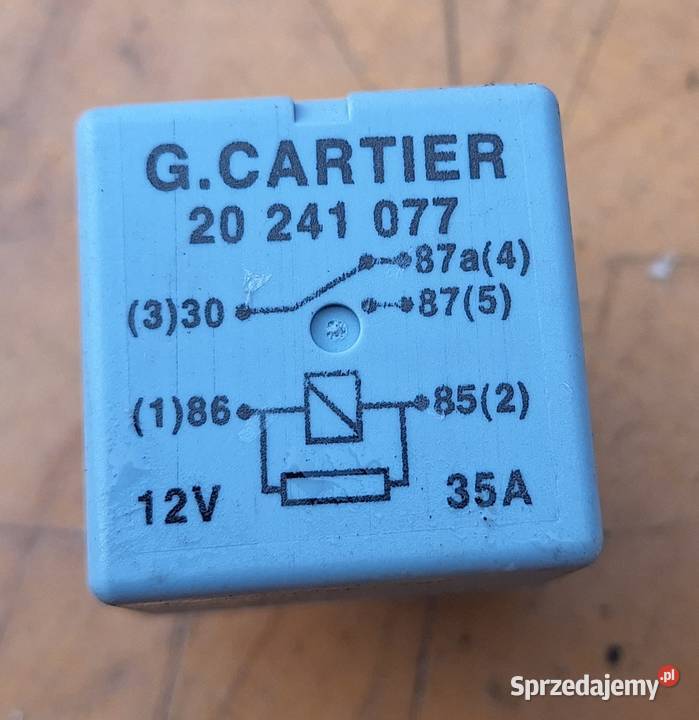 G.CARTIER
20 241 077
87a(4)
(3)30 87(5)
(1)86 85(2)
12V 35A
Sprzedajemy.pl